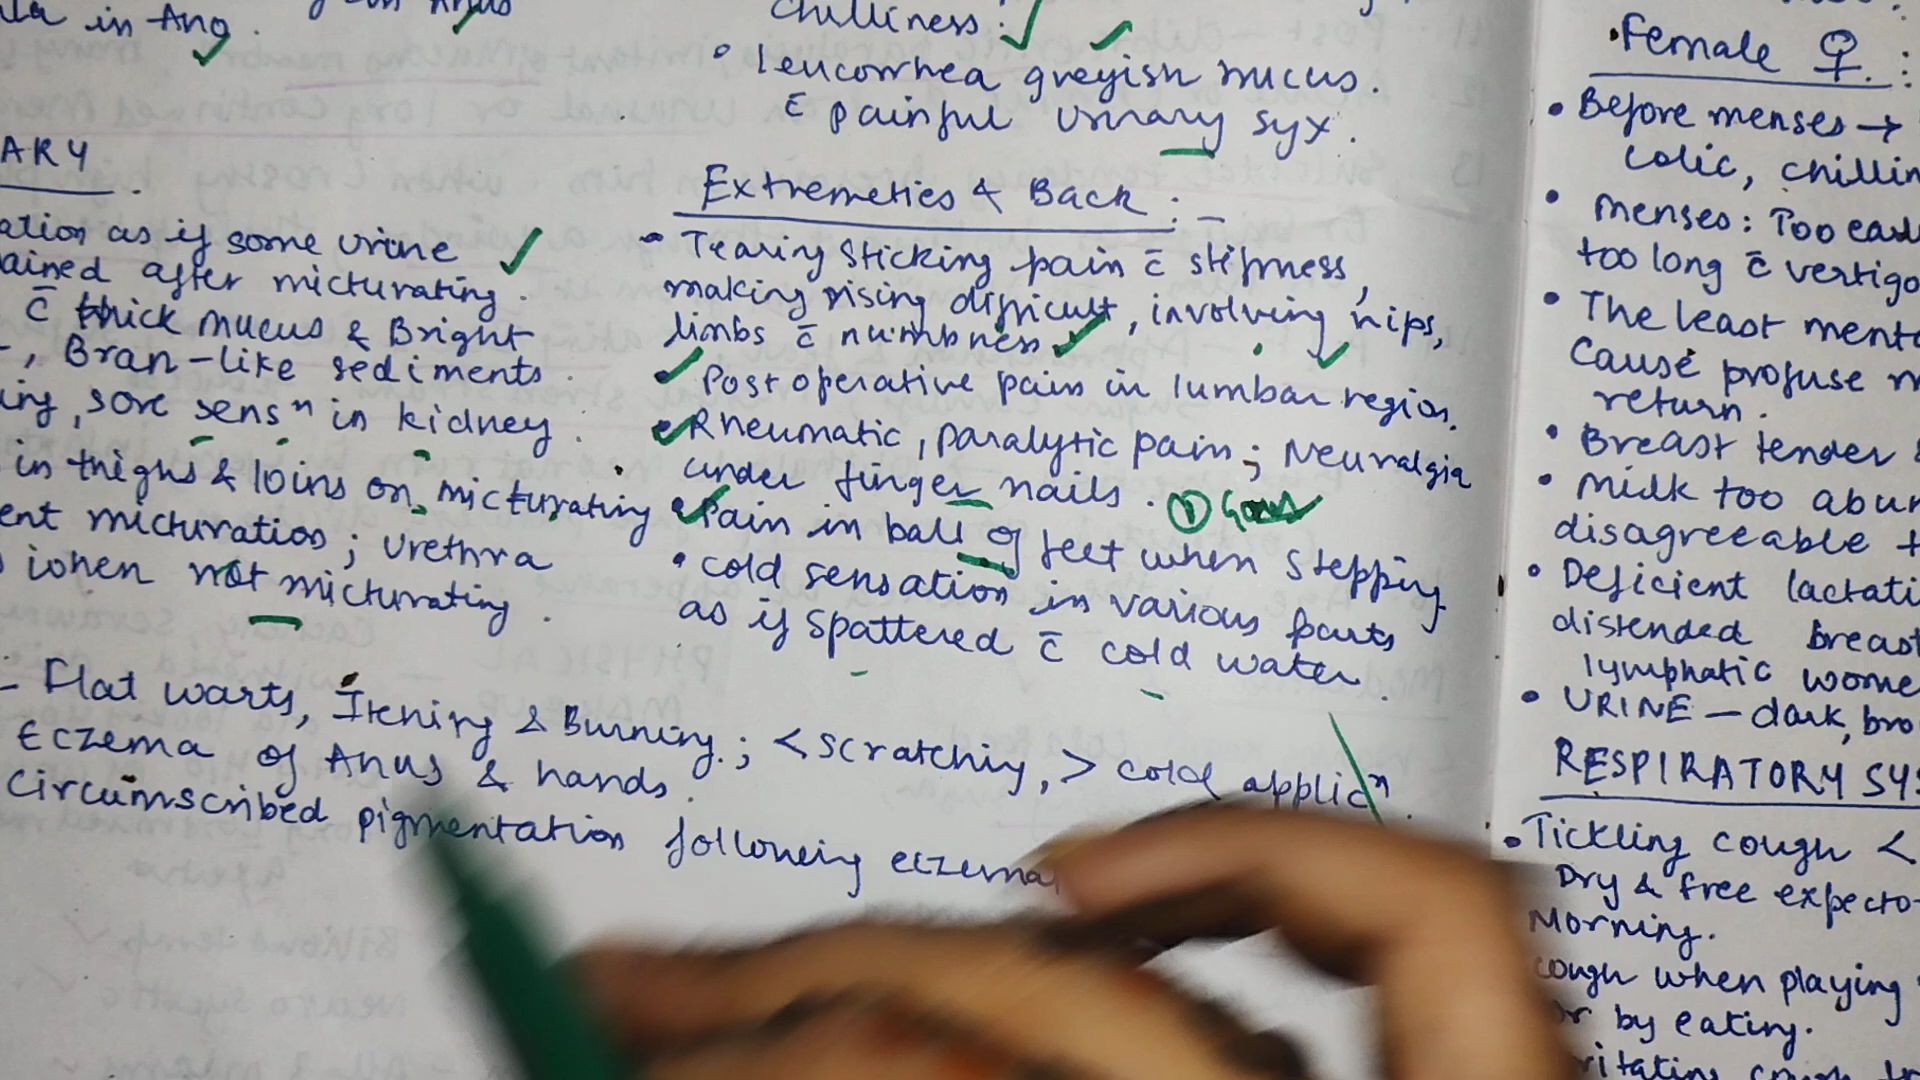 in Ano.
chilliness.
• Leucorrhea greyish mucus.
c̄ painful urinary syx.
ARY
ation as if some urine
ained after micturating.
c̄ thick mucus & Bright
, Bran-like sediments.
ing, sore sensⁿ in kidney.
in thighs & loins on micturating
ent micturation; urethra
when not micturating.
Extremeties & Back :-
- Tearing sticking pain c̄ stifnness,
making rising difficult, involving hips,
limbs c̄ numbness
• Post operative pain in lumbar region.
• Rheumatic, paralytic pain; Neuralgia
under finger nails.
• Pain in ball of feet when stepping
• cold sensation in various parts
as if spattered c̄ cold water.
- Flat warts, Itching & Burning.; < scratching, > cold applicⁿ
Eczema of Anus & hands.
Circumscribed pigmentation following eczema
• Female ♀ :
• Before menses →
colic, chillin
• menses: Too ear
too long c̄ vertigo
• The least ment
cause profuse m
return.
• Breast tender &
• Milk too abun
disagreeable t
• Deficient lactati
distended breast
lymphatic wome
• URINE — dark, bro
RESPIRATORY SYS
• Tickling cough <
Dry & free expecto-
Morning.
cough when playing
or by eating.